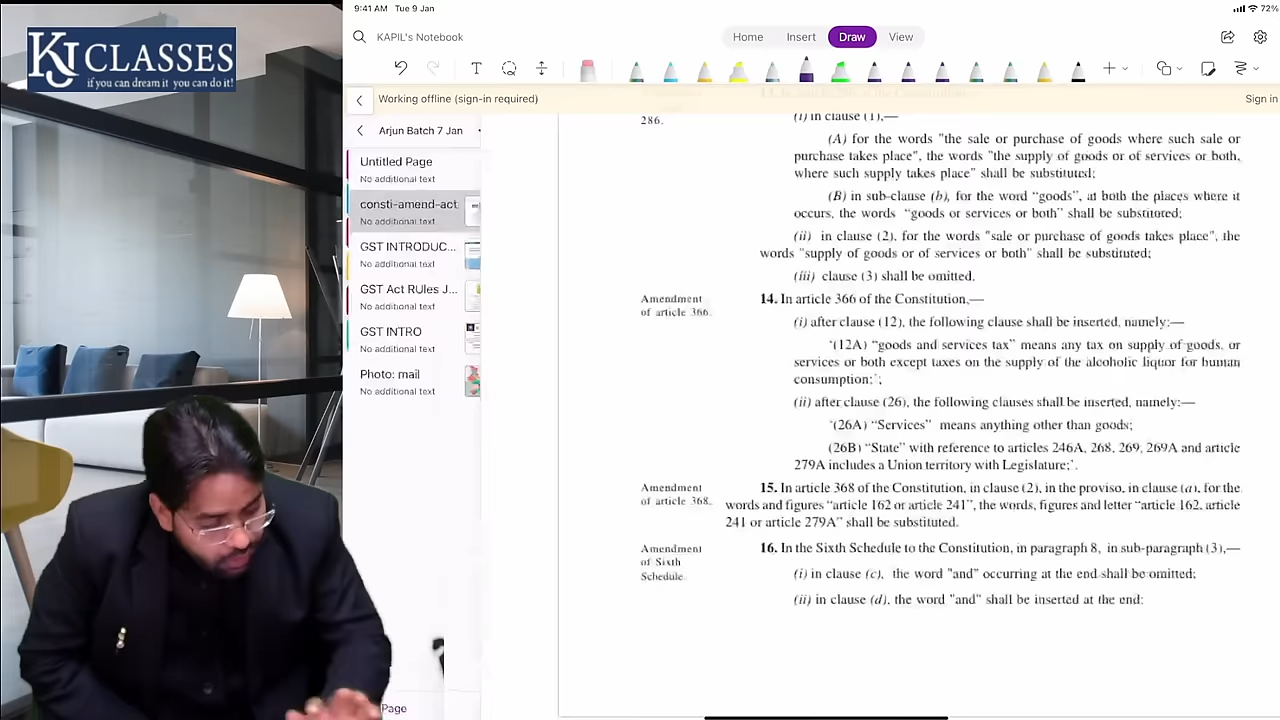 KJ CLASSES
if you can dream it you can do it!
9:41 AM Tue 9 Jan
72%
KAPIL's Notebook
Home Insert Draw View
Working offline (sign-in required)
Sign in
Arjun Batch 7 Jan
Untitled Page
No additional text
consti-amend-act
No additional text
GST INTRODUC...
No additional text
GST Act RUles J...
No additional text
GST INTRO
No additional text
Photo: mail
No additional text
Page
286.
(i) in clause (1),—
(A) for the words "the sale or purchase of goods where such sale or
purchase takes place", the words "the supply of goods or of services or both,
where such supply takes place" shall be substituted;
(B) in sub-clause (b), for the word “goods”, at both the places where it
occurs, the words “goods or services or both” shall be substituted;
(ii) in clause (2), for the words "sale or purchase of goods takes place", the
words "supply of goods or of services or both" shall be substituted;
(iii) clause (3) shall be omitted.
Amendment
of article 366.
14. In article 366 of the Constitution,—
(i) after clause (12), the following clause shall be inserted, namely:—
‘(12A) “goods and services tax” means any tax on supply of goods, or
services or both except taxes on the supply of the alcoholic liquor for human
consumption;’;
(ii) after clause (26), the following clauses shall be inserted, namely:—
‘(26A) “Services” means anything other than goods;
(26B) “State” with reference to articles 246A, 268, 269, 269A and article
279A includes a Union territory with Legislature;’.
Amendment
of article 368.
15. In article 368 of the Constitution, in clause (2), in the proviso, in clause (a), for the
words and figures “article 162 or article 241”, the words, figures and letter “article 162, article
241 or article 279A” shall be substituted.
Amendment
of Sixth
Schedule.
16. In the Sixth Schedule to the Constitution, in paragraph 8, in sub-paragraph (3),—
(i) in clause (c), the word "and" occurring at the end shall be omitted;
(ii) in clause (d), the word "and" shall be inserted at the end;